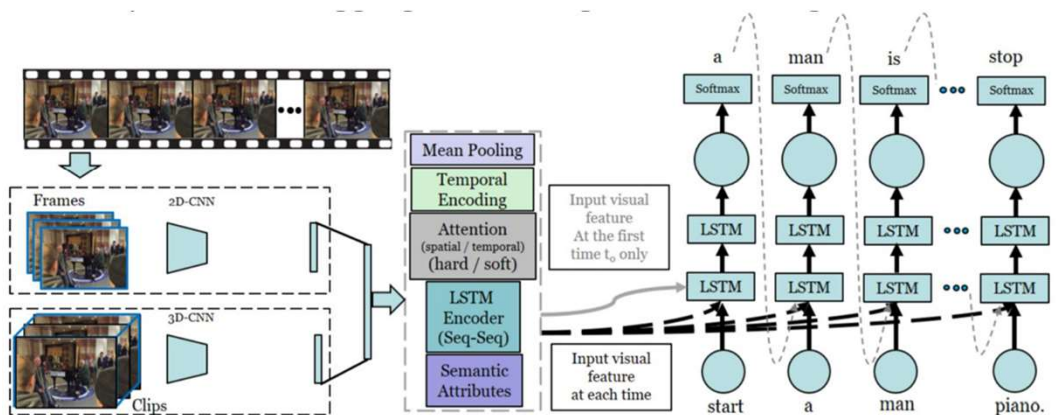 a man is stop
Softmax Softmax Softmax Softmax
Mean Pooling
Temporal
Encoding
Attention
(spatial / temporal)
(hard / soft)
LSTM
Encoder
(Seq-Seq)
Semantic
Attributes
Frames
2D-CNN
3D-CNN
Clips
Input visual
feature
At the first
time t₀ only
Input visual
feature
at each time
LSTM LSTM LSTM LSTM
LSTM LSTM LSTM LSTM
start a man piano,